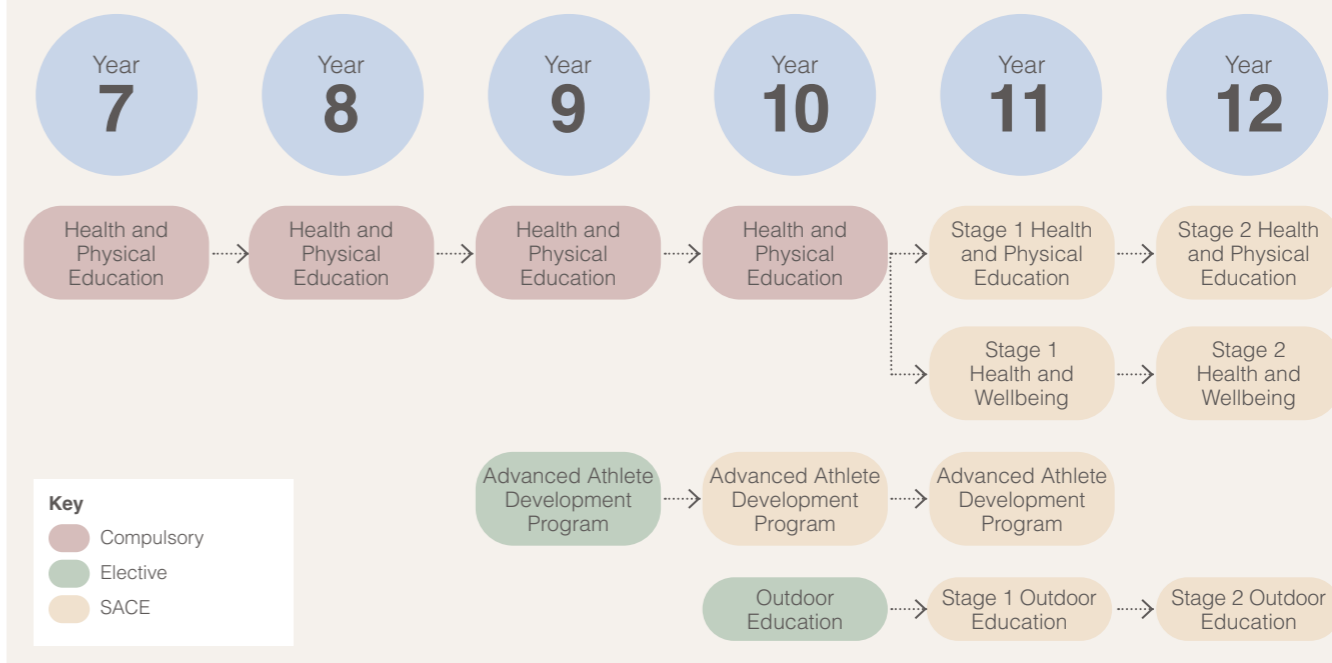 Year
7
Year
8
Year
9
Year
10
Year
11
Year
12
Health and
Physical
Education
Health and
Physical
Education
Health and
Physical
Education
Health and
Physical
Education
Stage 1 Health
and Physical
Education
Stage 2 Health
and Physical
Education
Stage 1
Health and
Wellbeing
Stage 2
Health and
Wellbeing
Advanced Athlete
Development
Program
Advanced Athlete
Development
Program
Advanced Athlete
Development
Program
Outdoor
Education
Stage 1 Outdoor
Education
Stage 2 Outdoor
Education
Key
Compulsory
Elective
SACE